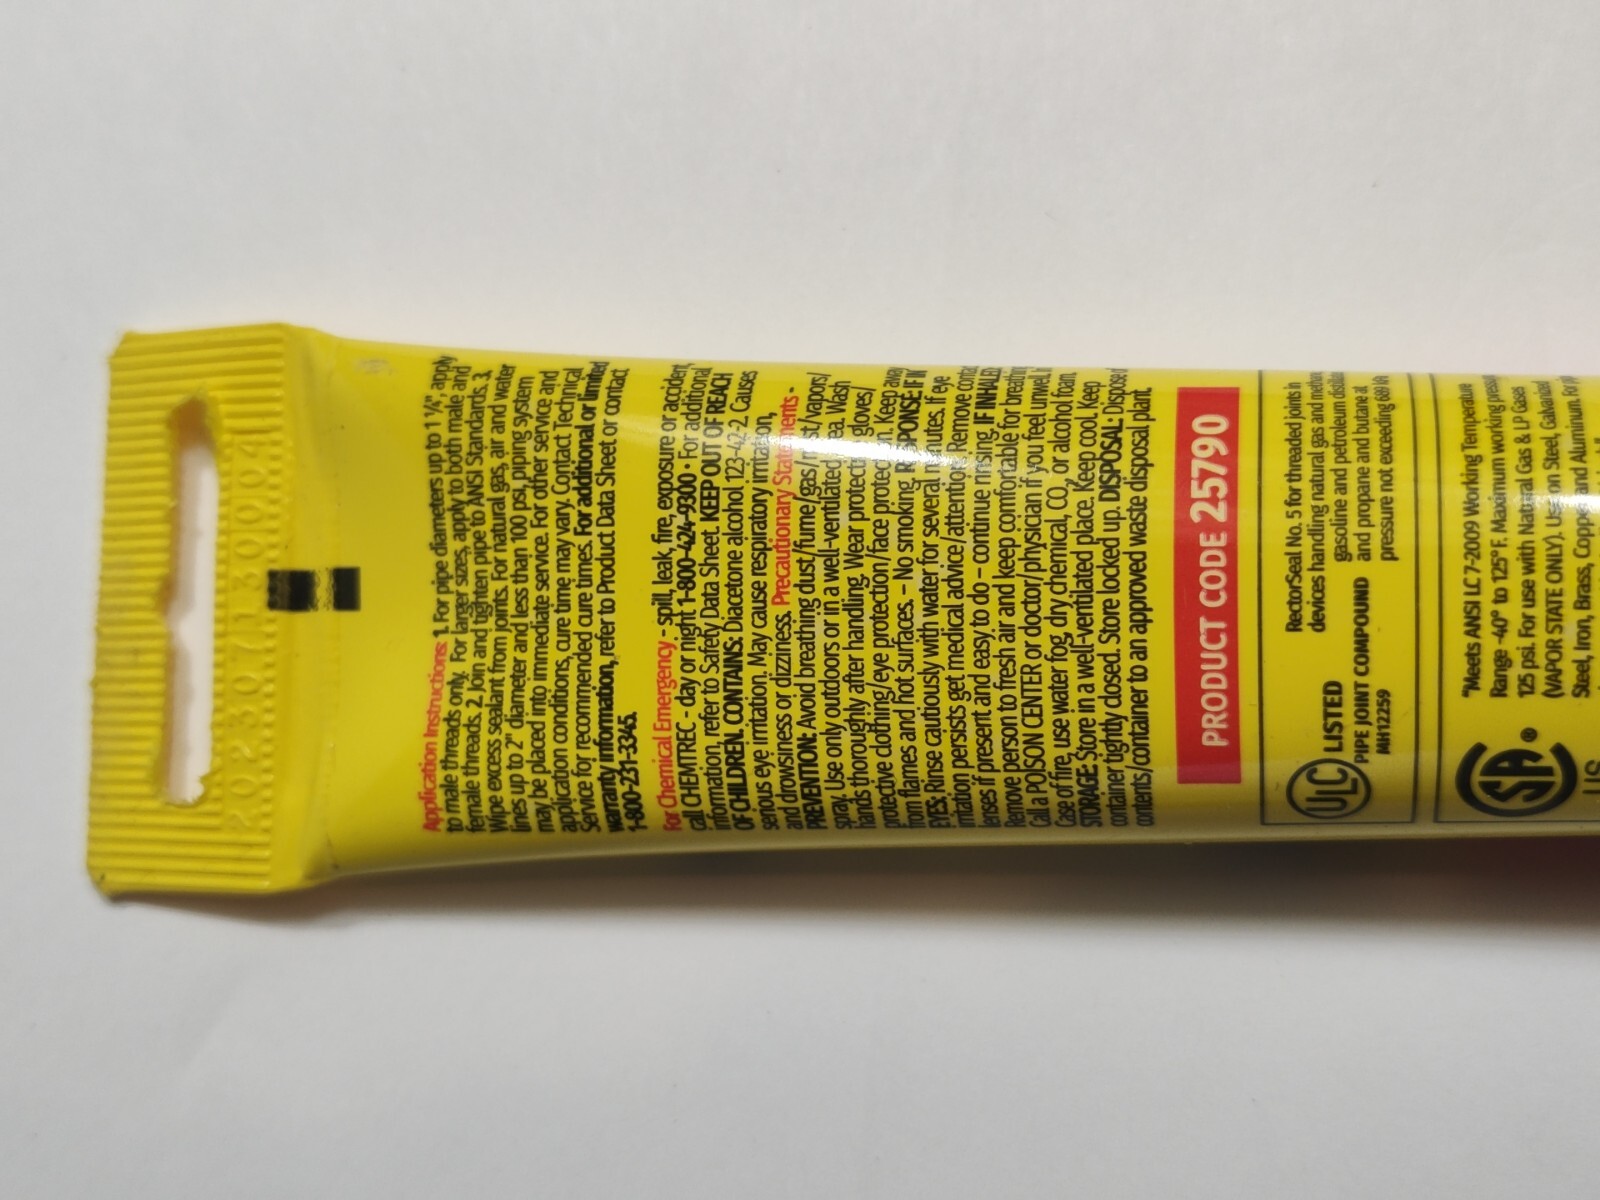 20230713 0004
Application Instructions: 1. For pipe diameters up to 1 ¼", apply
to male threads only. For larger sizes, apply to both male and
female threads. 2. Join and tighten pipe to ANSI Standards. 3.
Wipe excess sealant from joints. For natural gas, air and water
lines up to 2" diameter and less than 100 psi, piping system
may be placed into immediate service. For other service and
application conditions, cure time may vary. Contact Technical
Service for recommended cure times. For additional or limited
warranty information, refer to Product Data Sheet or contact
1-800-231-3345.
For Chemical Emergency: - spill, leak, fire, exposure or accident,
call CHEMTREC - day or night 1-800-424-9300 • For additional
information, refer to Safety Data Sheet. KEEP OUT OF REACH
OF CHILDREN. CONTAINS: Diacetone alcohol 123-42-2. Causes
serious eye irritation. May cause respiratory irritation,
and drowsiness or dizziness. Precautionary Statements -
PREVENTION: Avoid breathing dust/fume/gas/mist/vapors/
spray. Use only outdoors or in a well-ventilated area. Wash
hands thoroughly after handling. Wear protective gloves/
protective clothing/eye protection/face protection. Keep away
from flames and hot surfaces. – No smoking. RESPONSE: IF IN
EYES: Rinse cautiously with water for several minutes. If eye
irritation persists get medical advice/attention. Remove contact
lenses if present and easy to do – continue rinsing. IF INHALED:
Remove person to fresh air and keep comfortable for breathing.
Call a POISON CENTER or doctor/physician if you feel unwell.
Case of fire, use water fog, dry chemical, CO, or alcohol foam.
STORAGE: Store in a well-ventilated place. Keep cool. Keep
container tightly closed. Store locked up. DISPOSAL: Dispose of
contents/container to an approved waste disposal plant.
PRODUCT CODE 25790
ULC LISTED
PIPE JOINT COMPOUND
MH12259
RectorSeal No. 5 for threaded joints in
devices handling natural gas and
gasoline and petroleum
and propane and butane at
pressure not exceeding 689
SA ®
US
*Meets ANSI LC 7-2009 Working Temperature
Range -40° to 125° F. Maximum working
125 psi. For use with Natural Gas & LP Gases
(VAPOR STATE ONLY). Use on Steel, Galvanized
Steel, Iron, Brass, Copper and Aluminum. For